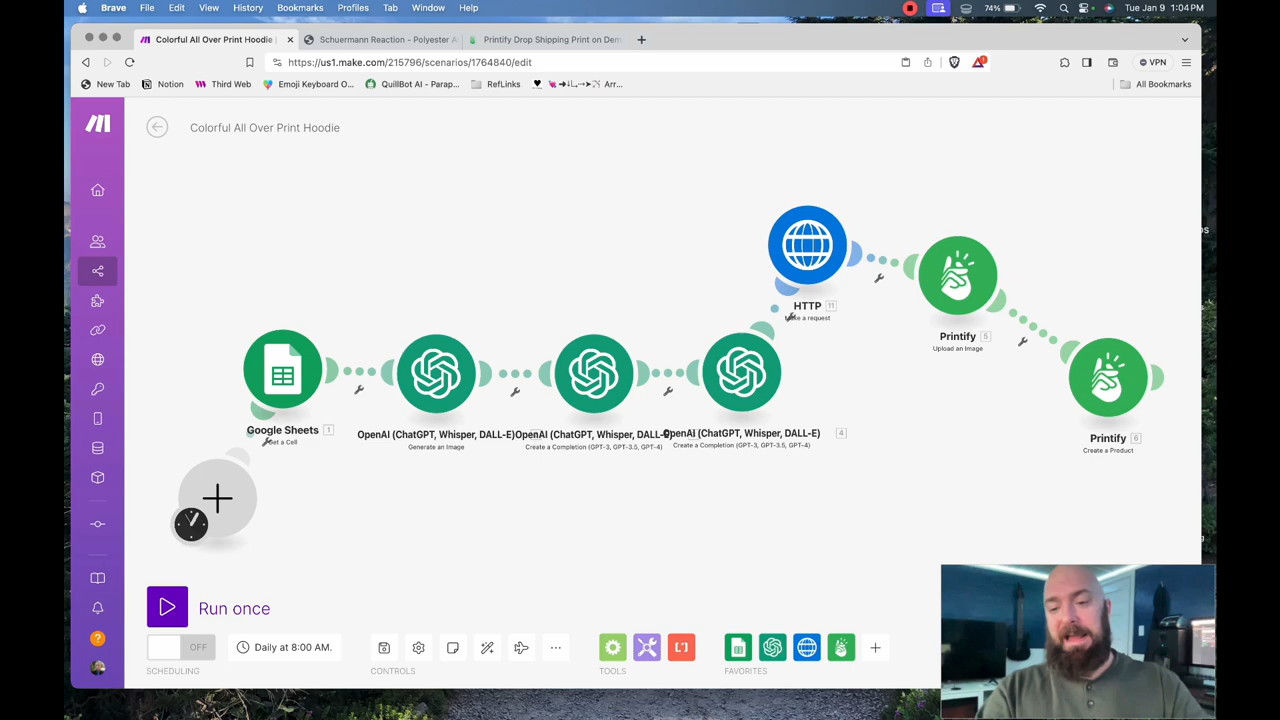 Brave File Edit View History Bookmarks Profiles Tab Window Help
74% Tue Jan 9 1:04 PM
Colorful All Over Print Hoodie
Schuermann Reaction - Polyester A
Printify Drop Shipping Print on Dem
https://us1.make.com/215796/scenarios/1764840/edit
VPN
New Tab Notion Third Web Emoji Keyboard O... QuillBot AI - Parap... RefLinks Arr... All Bookmarks
Colorful All Over Print Hoodie
HTTP 11
Make a request
Printify 5
Upload an Image
Google Sheets 1
Get a Cell
OpenAI (ChatGPT, Whisper, DALL-E)
Generate an Image
OpenAI (ChatGPT, Whisper, DALL-E)
Create a Completion (GPT-3, GPT-3.5, GPT-4)
OpenAI (ChatGPT, Whisper, DALL-E) 4
Create a Completion (GPT-3, GPT-3.5, GPT-4)
Printify 6
Create a Product
Run once
OFF
Daily at 8:00 AM.
SCHEDULING
CONTROLS
TOOLS
FAVORITES